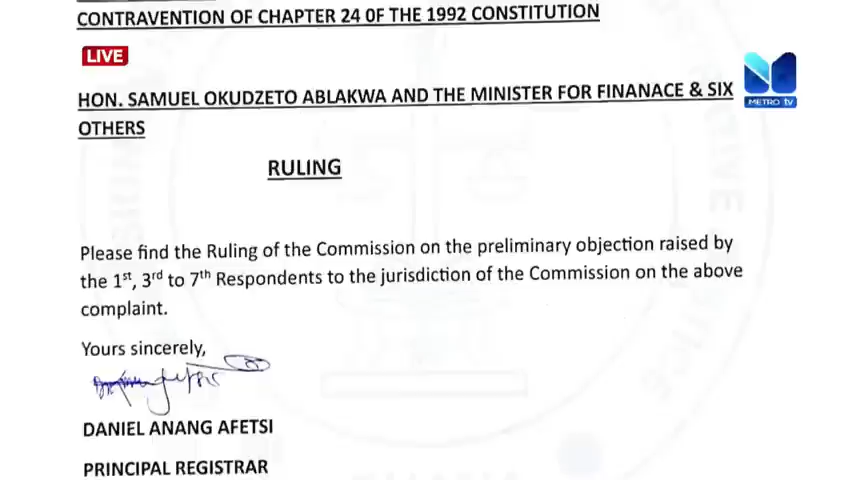 CONTRAVENTION OF CHAPTER 24 0F THE 1992 CONSTITUTION
LIVE
METRO tv
HON. SAMUEL OKUDZETO ABLAKWA AND THE MINISTER FOR FINANACE & SIX
OTHERS
RULING
Please find the Ruling of the Commission on the preliminary objection raised by
the 1st, 3rd to 7th Respondents to the jurisdiction of the Commission on the above
complaint.
Yours sincerely,
DANIEL ANANG AFETSI
PRINCIPAL REGISTRAR